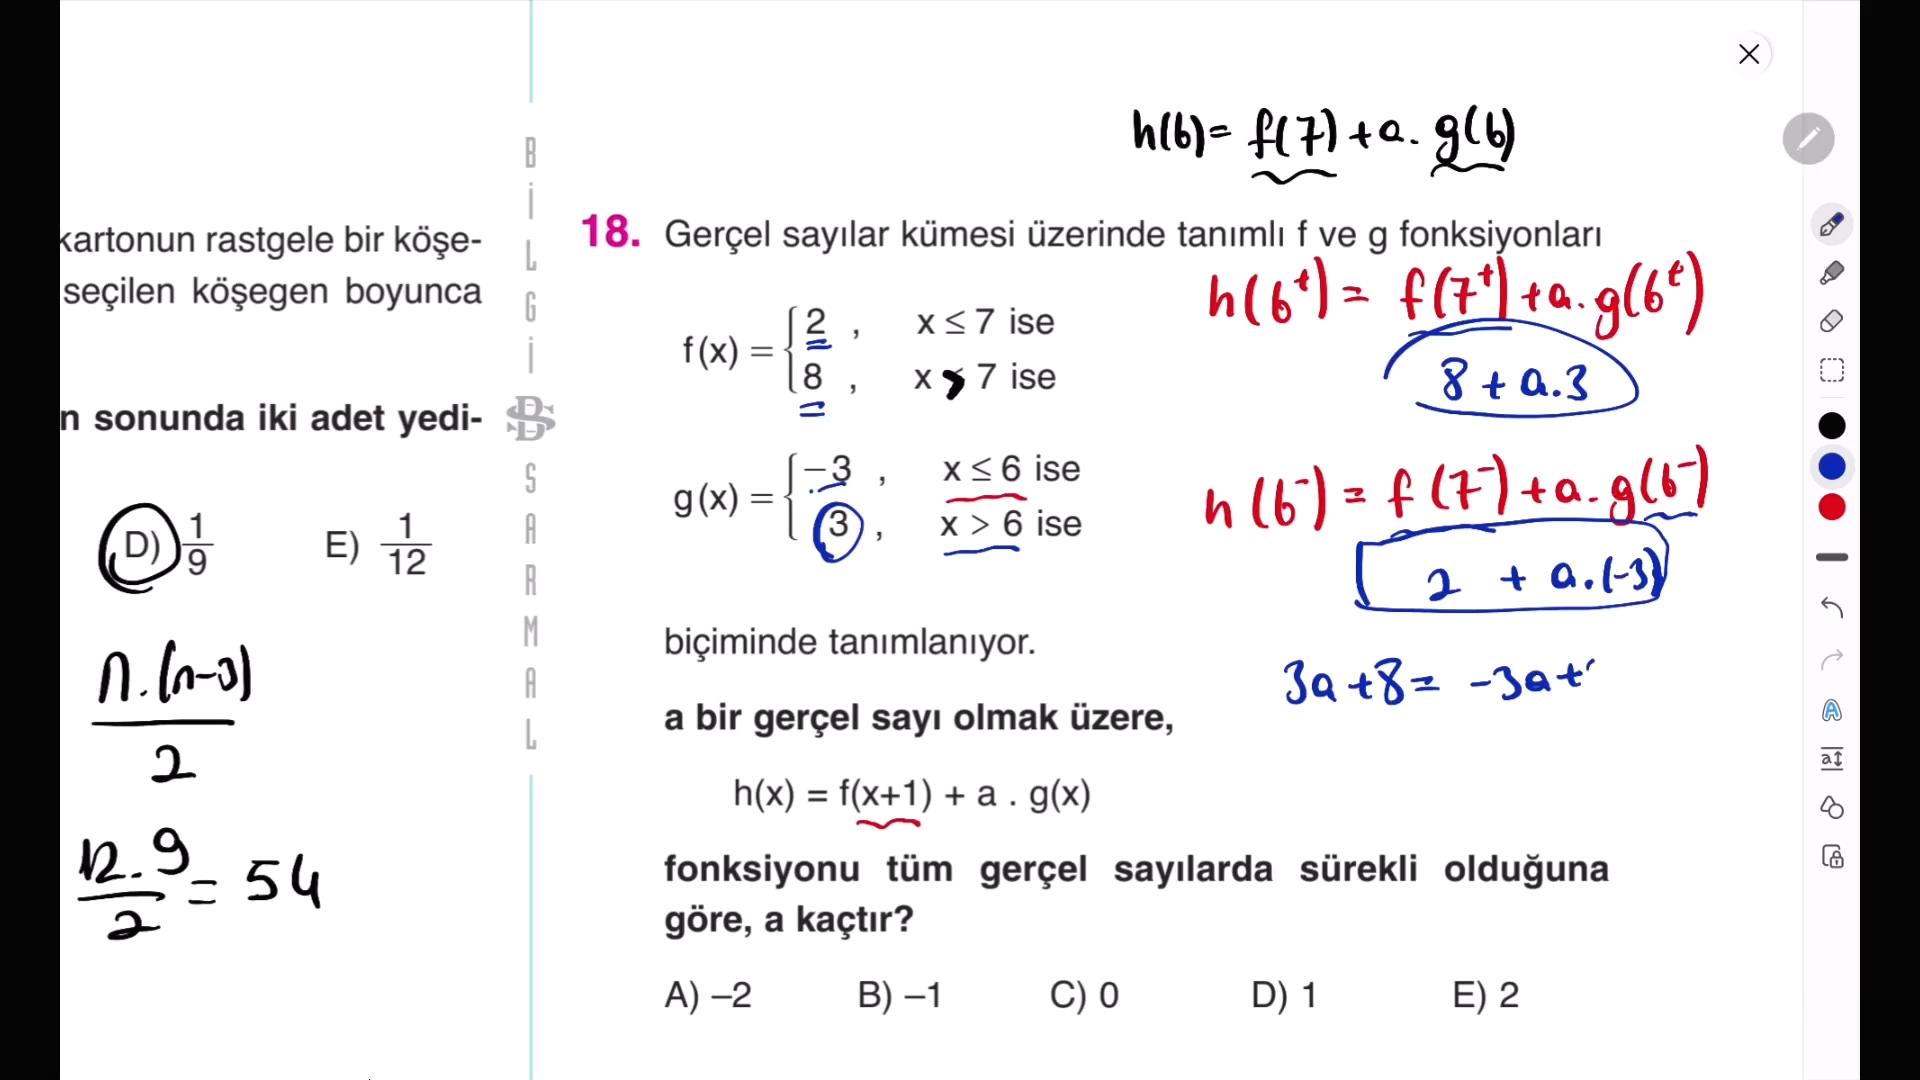 kartonun rastgele bir köşe-
seçilen köşegen boyunca
n sonunda iki adet yedi-
D) 1/9 E) 1/12
n.(n-3)
2
12.9
2
= 54
BİLGİ
SARMAL
h(6)= f(7)+a.g(6)
18. Gerçel sayılar kümesi üzerinde tanımlı f ve g fonksiyonları
f(x) = { 2 , x ≤ 7 ise
8 , x > 7 ise
g(x) = { –3 , x ≤ 6 ise
3 , x > 6 ise
h(6⁺) = f(7⁺)+a.g(6⁺)
8 + a.3
h(6⁻) = f(7⁻)+a.g(6⁻)
2 + a.(-3)
3a+8= -3a+
biçiminde tanımlanıyor.
a bir gerçel sayı olmak üzere,
h(x) = f(x+1) + a . g(x)
fonksiyonu tüm gerçel sayılarda sürekli olduğuna
göre, a kaçtır?
A) –2 B) –1 C) 0 D) 1 E) 2